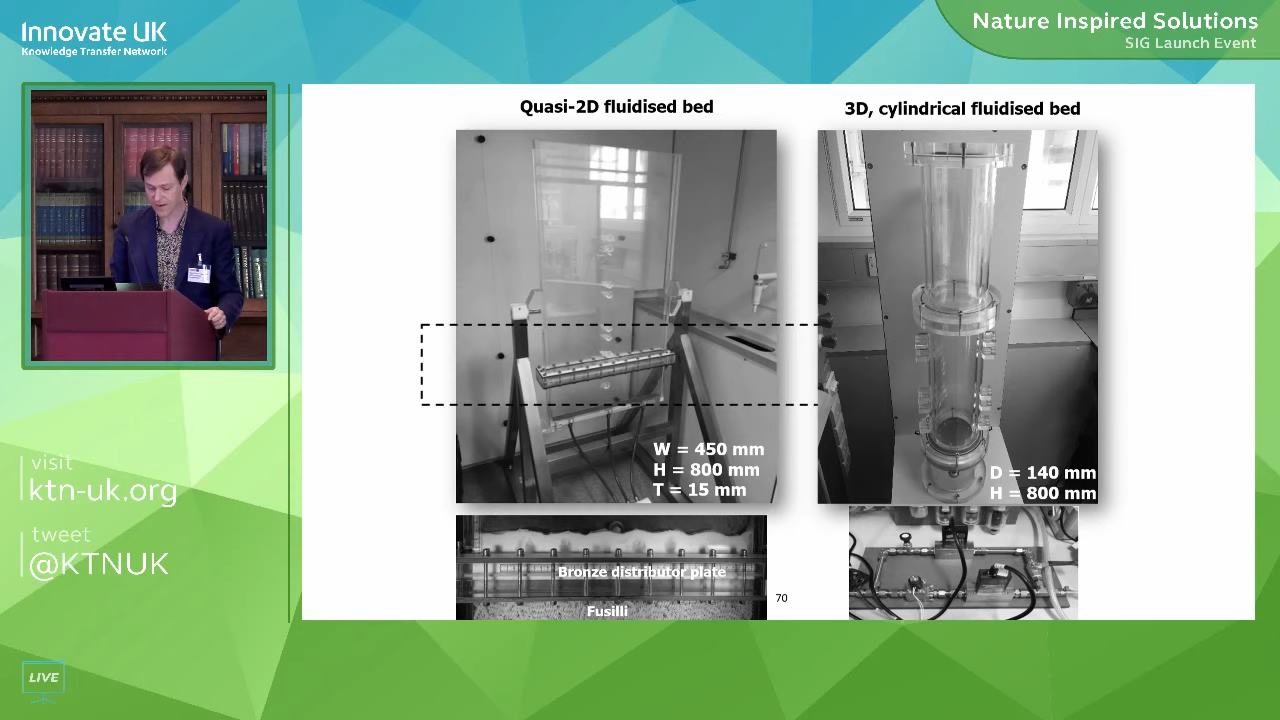 Innovate UK
Knowledge Transfer Network
Nature Inspired Solutions
SIG Launch Event
Quasi-2D fluidised bed
3D, cylindrical fluidised bed
W = 450 mm
H = 800 mm
T = 15 mm
D = 140 mm
H = 800 mm
Bronze distributor plate
Fusilli
70
visit
ktn-uk.org
tweet
@KTNUK
LIVE